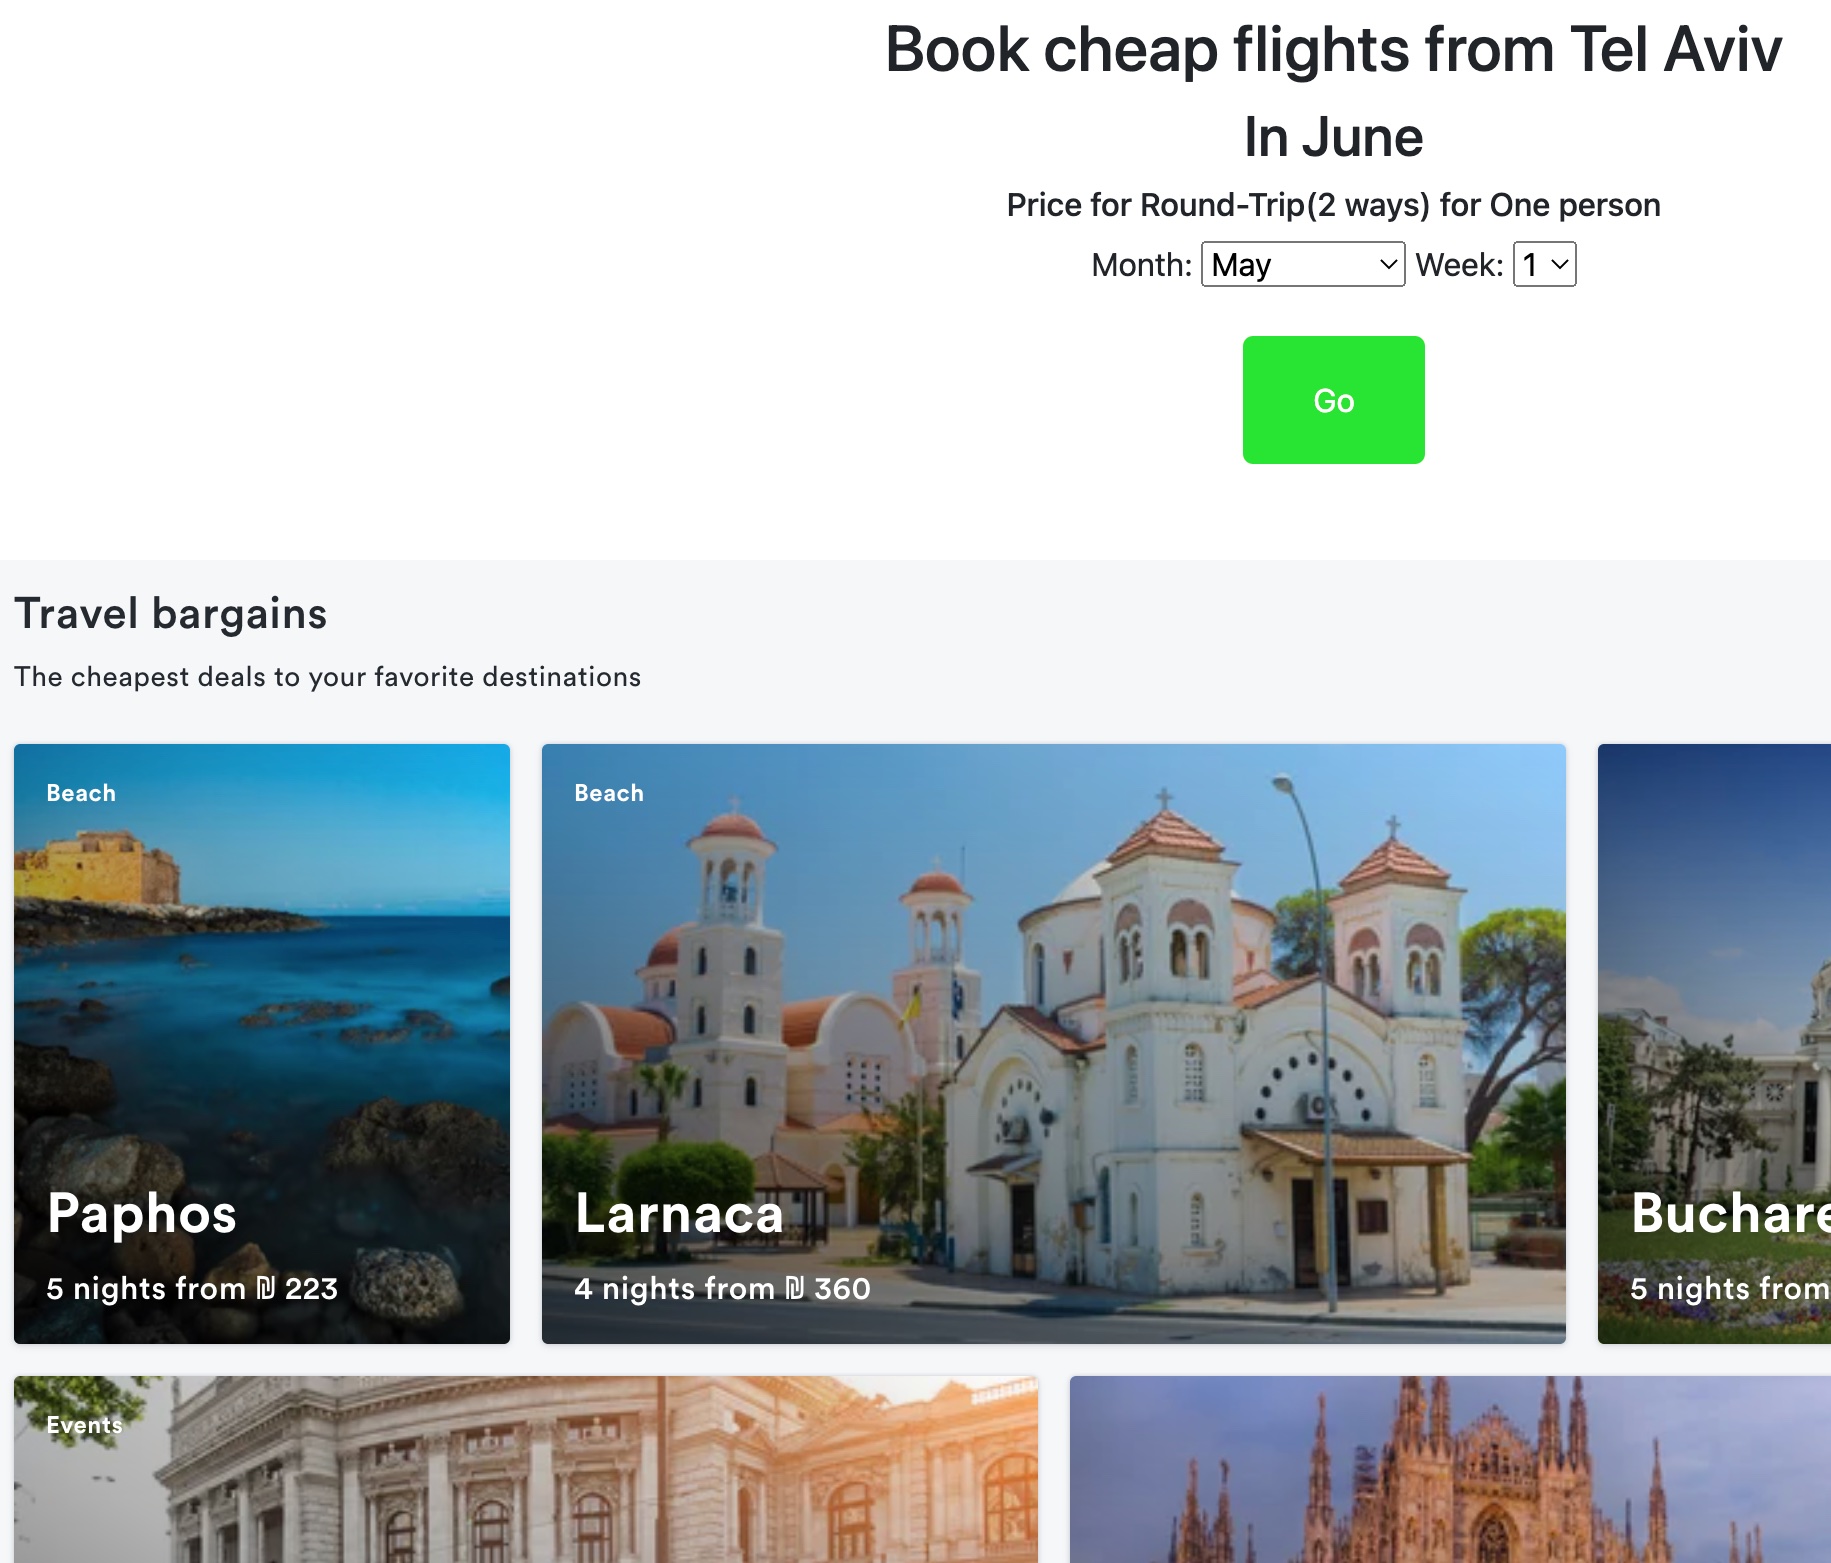 Book cheap flights from Tel Aviv
In June
Price for Round-Trip(2 ways) for One person
Month: May Week: 1
Go
Travel bargains
The cheapest deals to your favorite destinations
Beach
Paphos
5 nights from ₪ 223
Beach
Larnaca
4 nights from ₪ 360
Buchare
5 nights from
Events